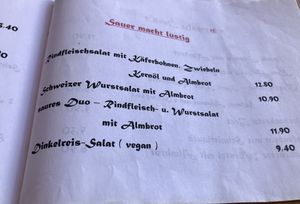 Sauer macht lustig
Rindfleischsalat mit Käferbohnen, Zwiebeln
Kernöl und Almbrot 12.80
Schweizer Wurstsalat mit Almbrot 10.90
saures Duo – Rindfleisch- u. Wurstsalat
mit Almbrot 11.90
Dinkelreis-Salat ( vegan ) 9.40